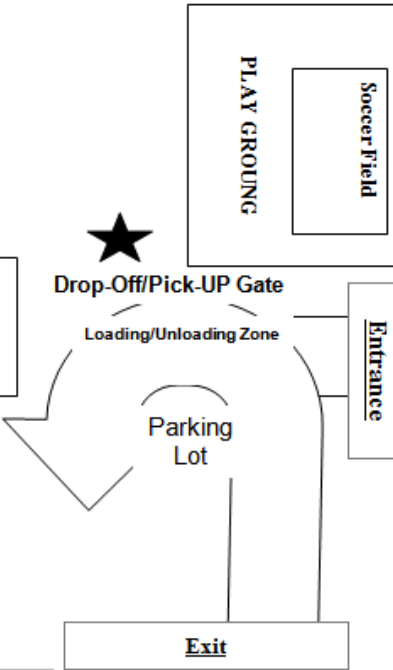 PLAY GROUNG
Soccer Field
Drop-Off/Pick-UP Gate
Loading/Unloading Zone
Entrance
Parking
Lot
Exit